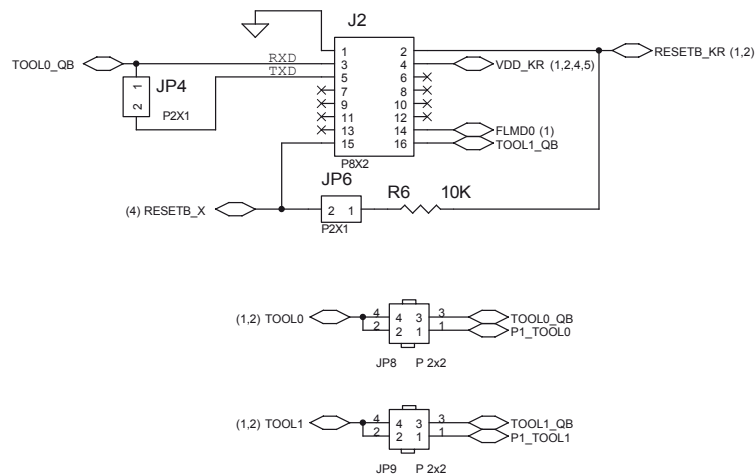 J2
1 2 RESETB_KR (1,2)
TOOL0_QB RXD 3 4 VDD_KR (1,2,4,5)
TXD 5 6
1 JP4 7 8
2 9 10
P2X1 11 12
13 14 FLMD0 (1)
15 16 TOOL1_QB
P8X2
JP6 R6 10K
(4) RESETB_X 2 1
P2X1
(1,2) TOOL0 4 4 3 3 TOOL0_QB
2 2 1 1 P1_TOOL0
JP8 P 2x2
(1,2) TOOL1 4 4 3 3 TOOL1_QB
2 2 1 1 P1_TOOL1
JP9 P 2x2